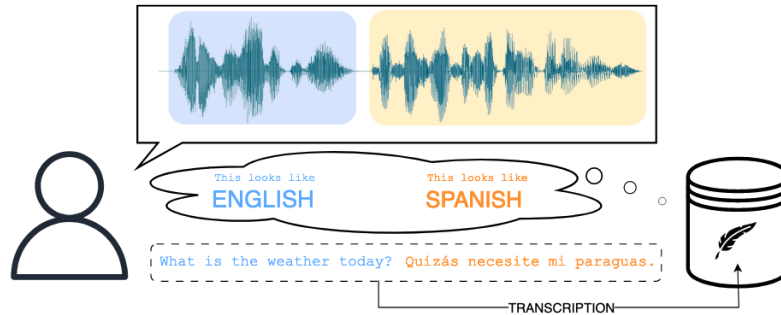 This looks like
ENGLISH
This looks like
SPANISH
What is the weather today? Quizás necesite mi paraguas.
TRANSCRIPTION